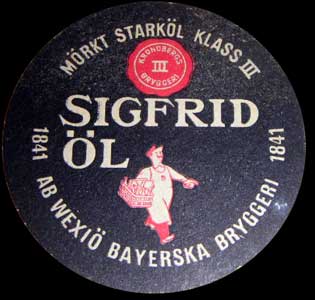 MÖRKT STARKÖL KLASS III
KRONOBERGS
III
BRYGGERI
SIGFRID
ÖL
1841 AB WEXIÖ BAYERSKA BRYGGERI 1841